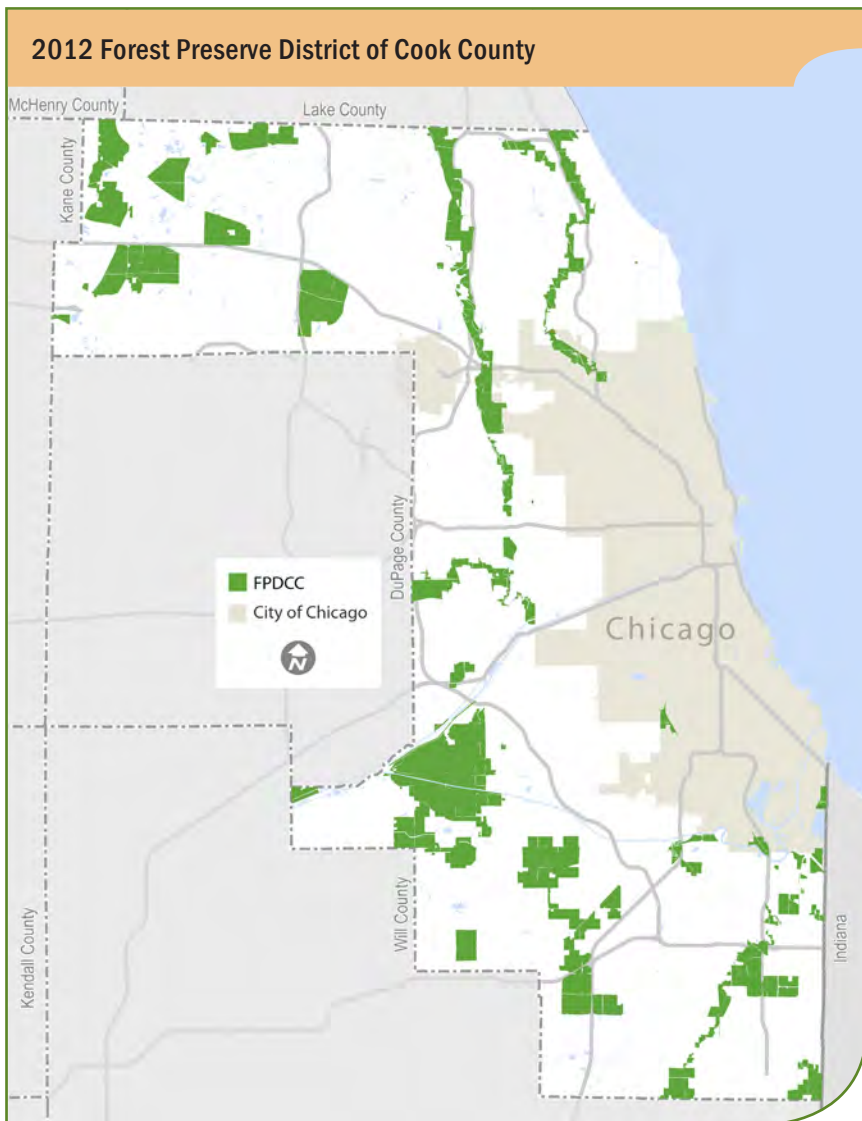 2012 Forest Preserve District of Cook County
McHenry County
Lake County
Kane County
DuPage County
FPDCC
City of Chicago
N
Chicago
Will County
Kendall County
Indiana